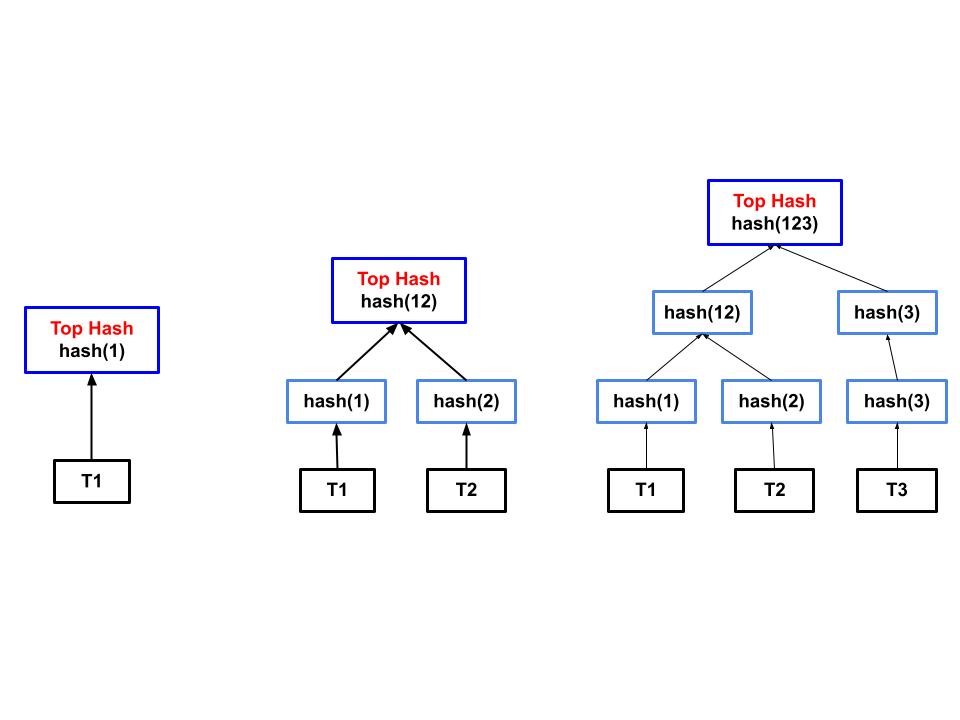 Top Hash
hash(1)
T1
Top Hash
hash(12)
hash(1)
hash(2)
T1
T2
Top Hash
hash(123)
hash(12)
hash(3)
hash(1)
hash(2)
hash(3)
T1
T2
T3